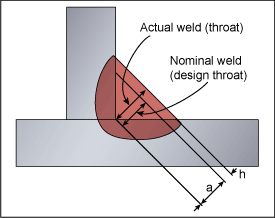 Actual weld (throat)
Nominal weld
(design throat)
h
a